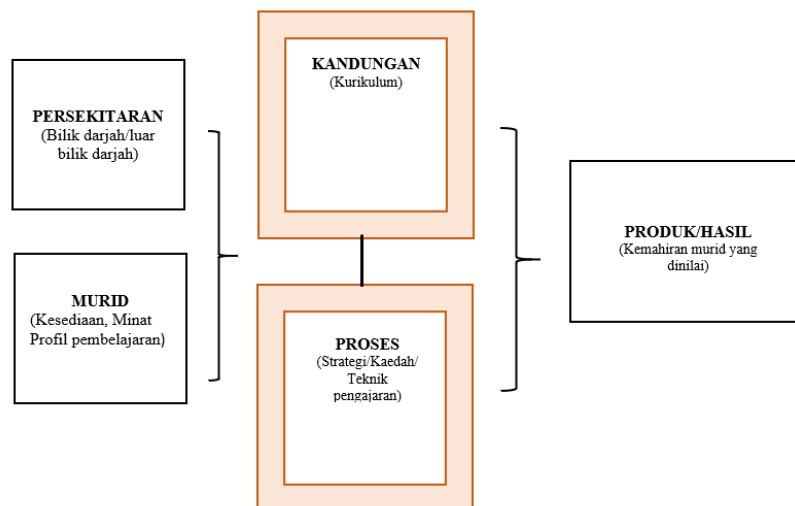 PERSEKITARAN
(Bilik darjah/luar
bilik darjah)
MURID
(Kesediaan, Minat
Profil pembelajaran)
KANDUNGAN
(Kurikulum)
PROSES
(Strategi/Kaedah/
Teknik
pengajaran)
PRODUK/HASIL
(Kemahiran murid yang
dinilai)